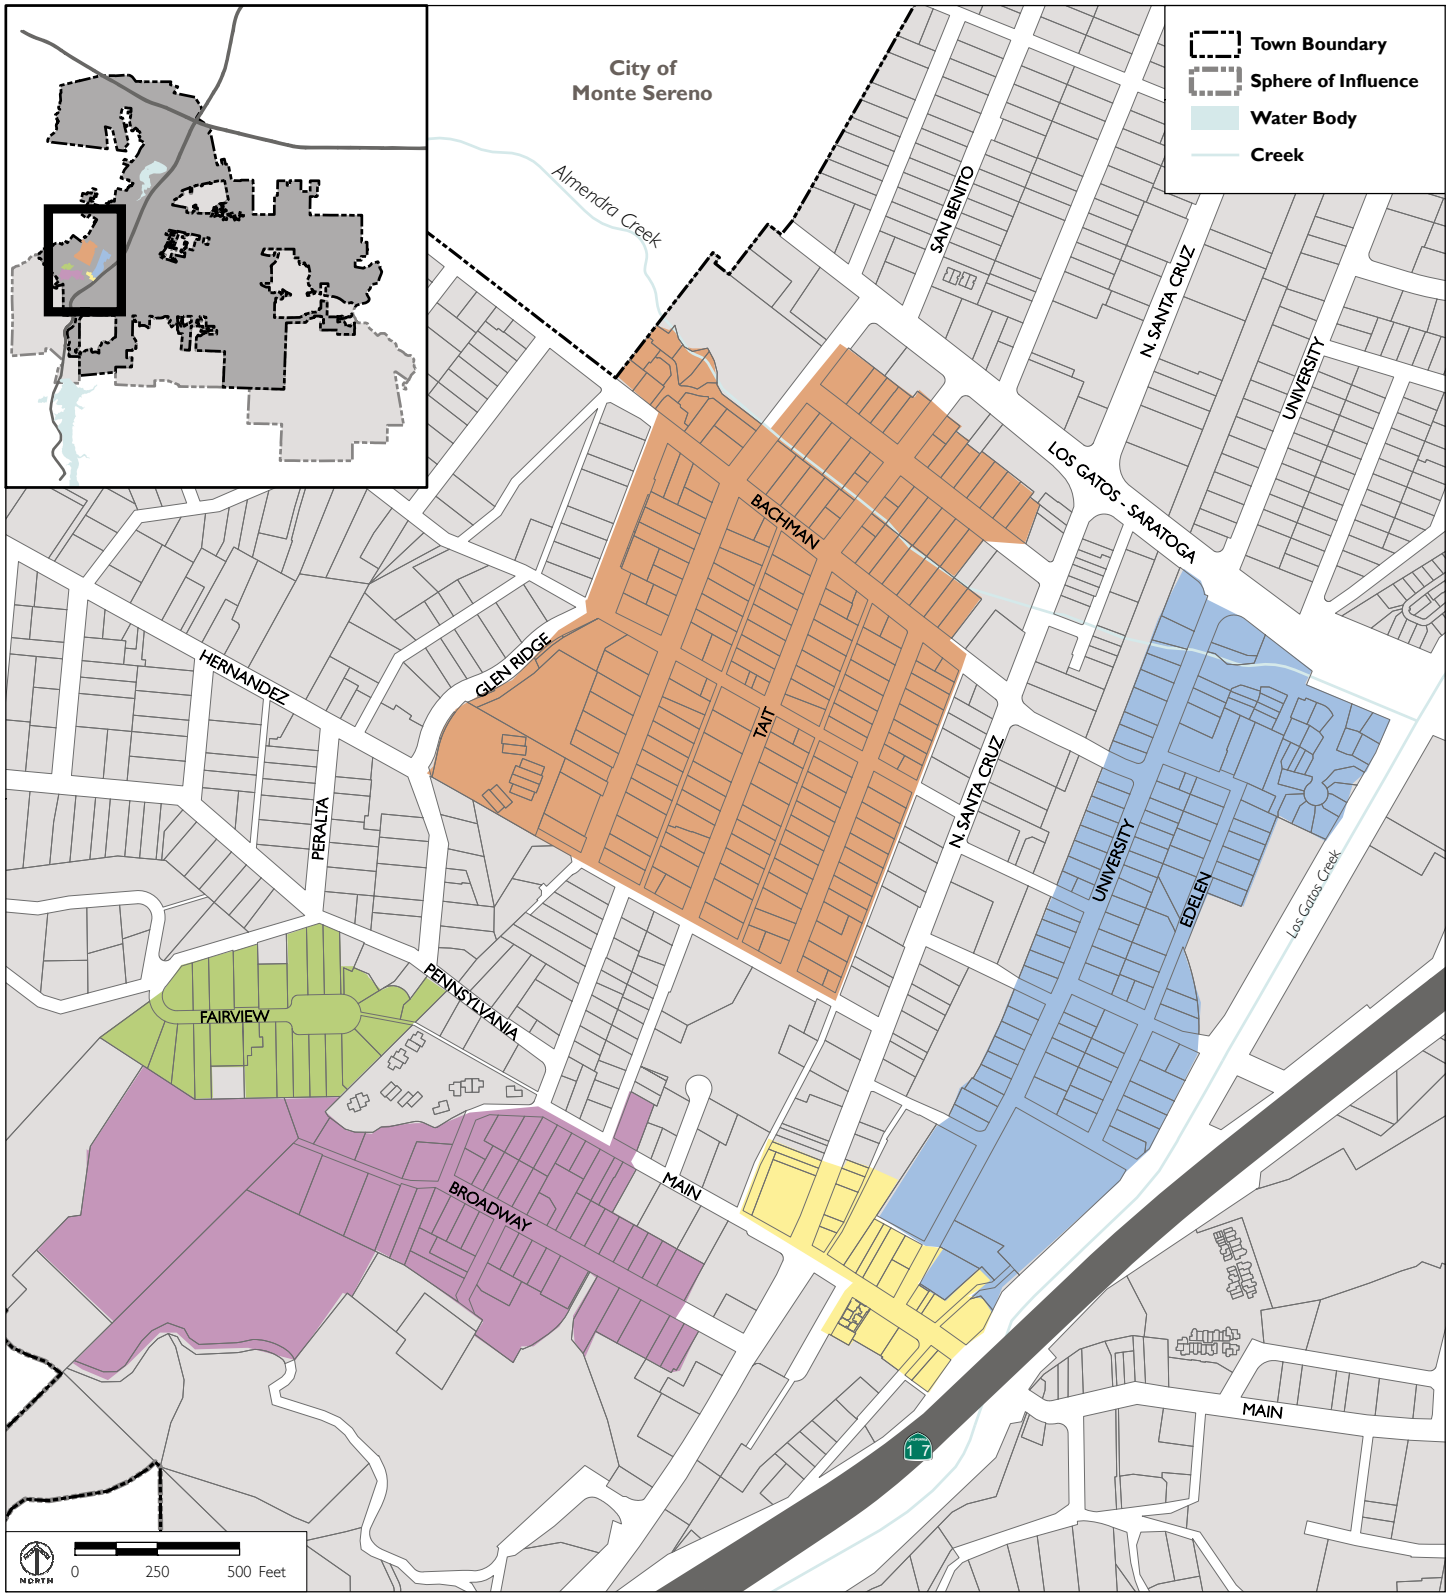 City of
Monte Sereno
Town Boundary
Sphere of Influence
Water Body
Creek
Almendra Creek
SAN BENITO
N. SANTA CRUZ
UNIVERSITY
LOS GATOS - SARATOGA
BACHMAN
GLEN RIDGE
HERNANDEZ
TAIT
N. SANTA CRUZ
PERALTA
UNIVERSITY
EDELEN
Los Gatos Creek
PENNSYLVANIA
FAIRVIEW
BROADWAY
MAIN
MAIN
CALIFORNIA
17
NORTH
0 250 500 Feet